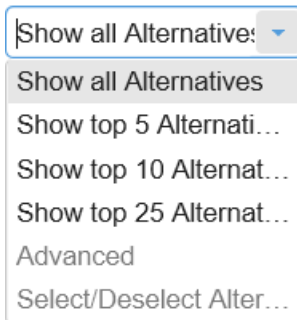 Show all Alternatives
Show all Alternatives
Show top 5 Alternati...
Show top 10 Alternat...
Show top 25 Alternat...
Advanced
Select/Deselect Alter...